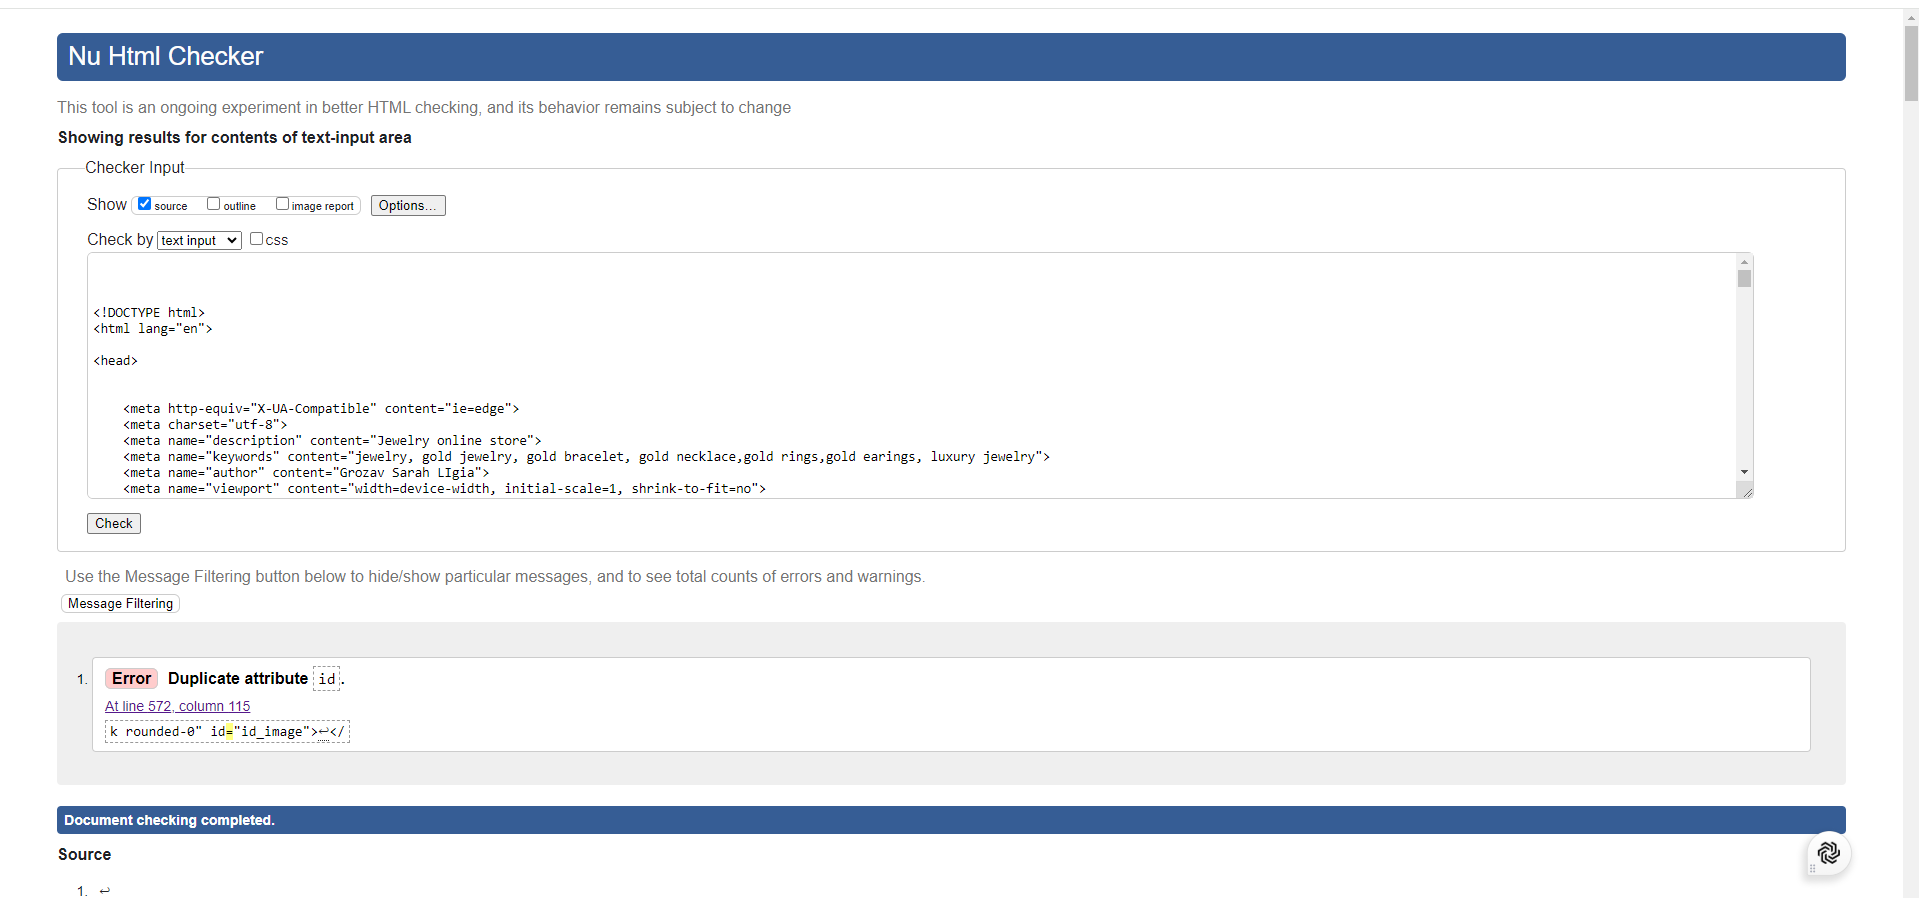 Nu Html Checker
This tool is an ongoing experiment in better HTML checking, and its behavior remains subject to change
Showing results for contents of text-input area
Checker Input
Show source outline image report Options...
Check by text input css
<!DOCTYPE html>
<html lang="en">
<head>
<meta http-equiv="X-UA-Compatible" content="ie=edge">
<meta charset="utf-8">
<meta name="description" content="Jewelry online store">
<meta name="keywords" content="jewelry, gold jewelry, gold bracelet, gold necklace,gold rings,gold earings, luxury jewelry">
<meta name="author" content="Grozav Sarah LIgia">
<meta name="viewport" content="width=device-width, initial-scale=1, shrink-to-fit=no">
Check
Use the Message Filtering button below to hide/show particular messages, and to see total counts of errors and warnings.
Message Filtering
1. Error Duplicate attribute id.
At line 572, column 115
k rounded-0" id="id_image">↩</
Document checking completed.
Source
1. ↩